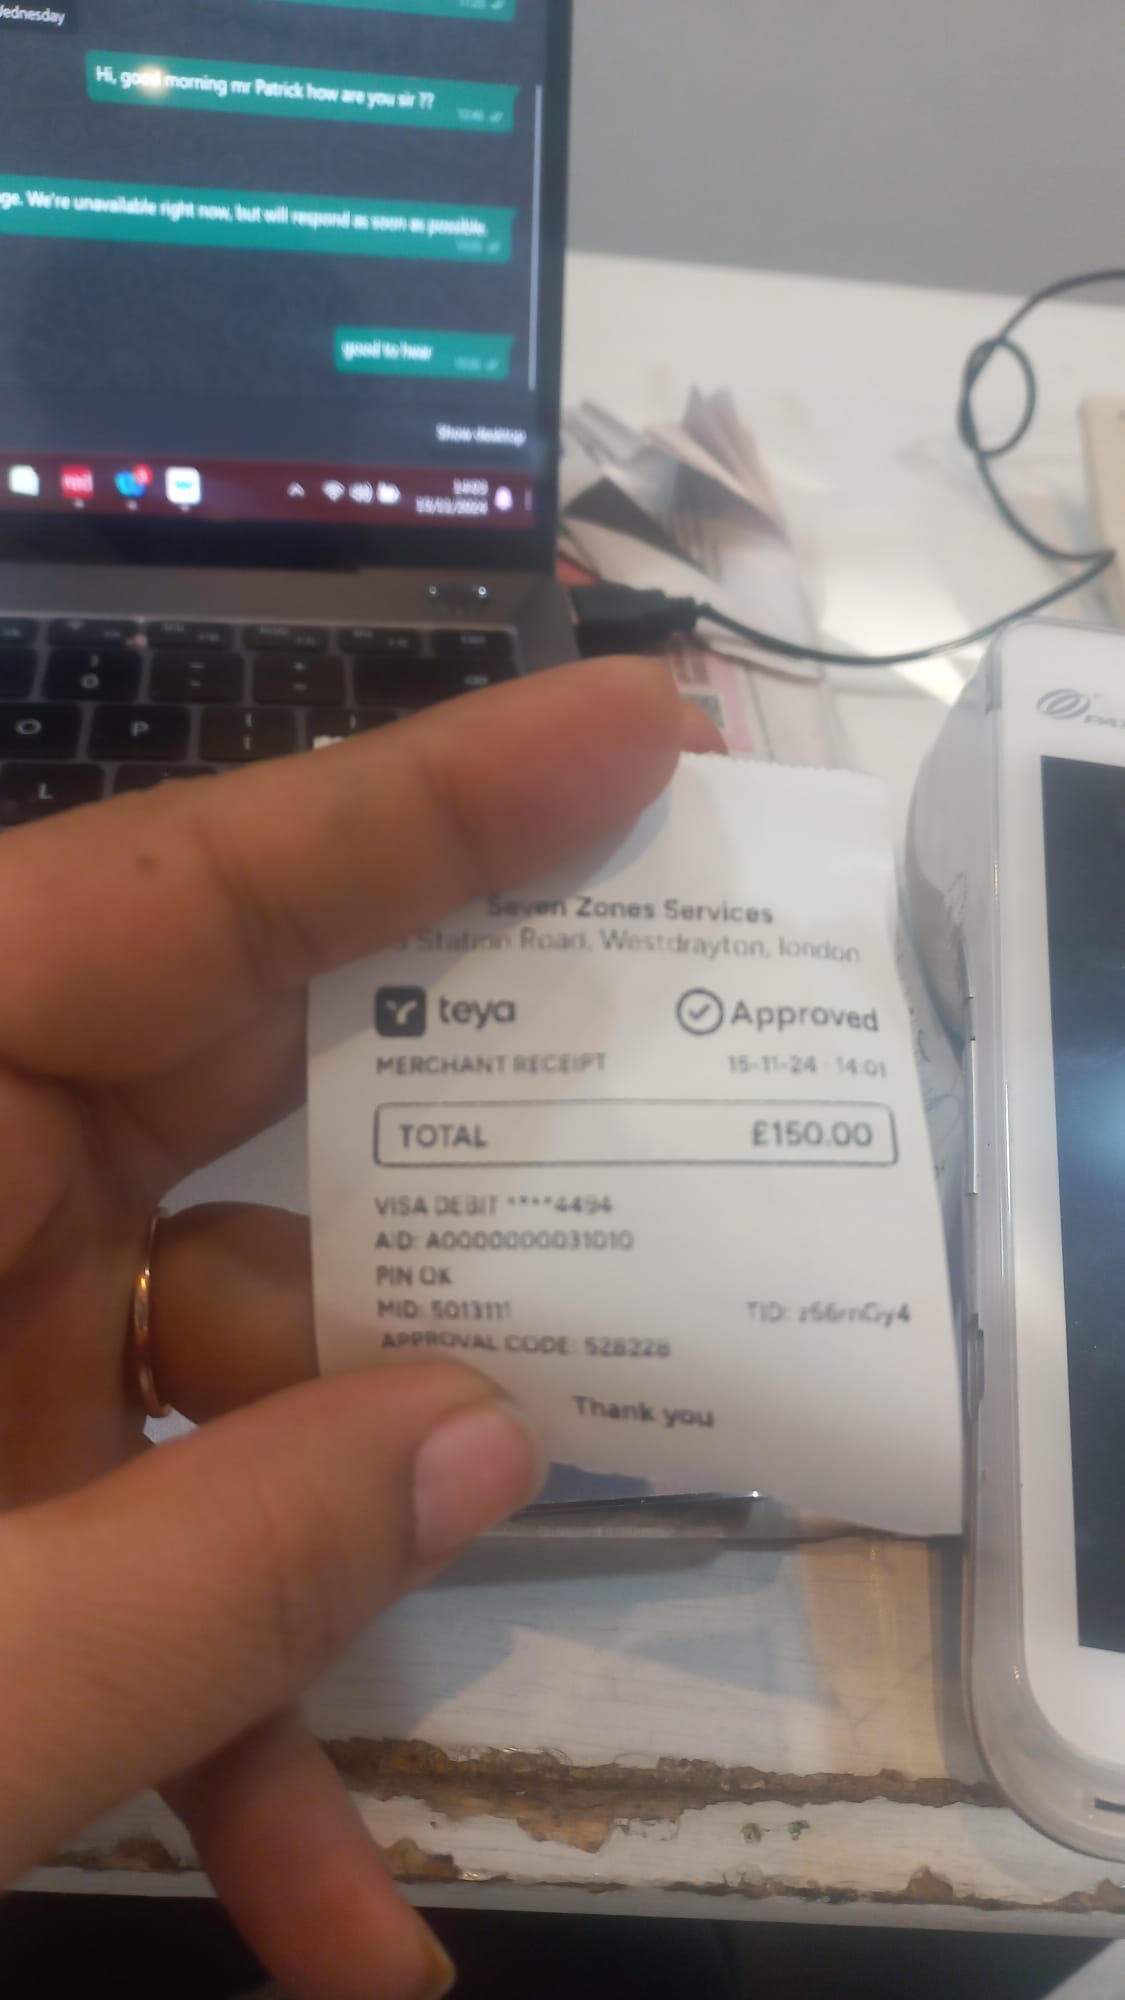 Wednesday
Hi, good morning mr Patrick how are you sir ??
We're unavailable right now, but will respond as soon as possible.
good to hear
Show desktop
14:03
O
P
L
Seven Zones Services
Station Road, Westdrayton, london
teya
Approved
MERCHANT RECEIPT
15-11-24 14:01
TOTAL
£150.00
VISA DEBIT ****4494
AID: A0000000031010
PIN OK
MID: 5013111
APPROVAL CODE: 528228
Thank you